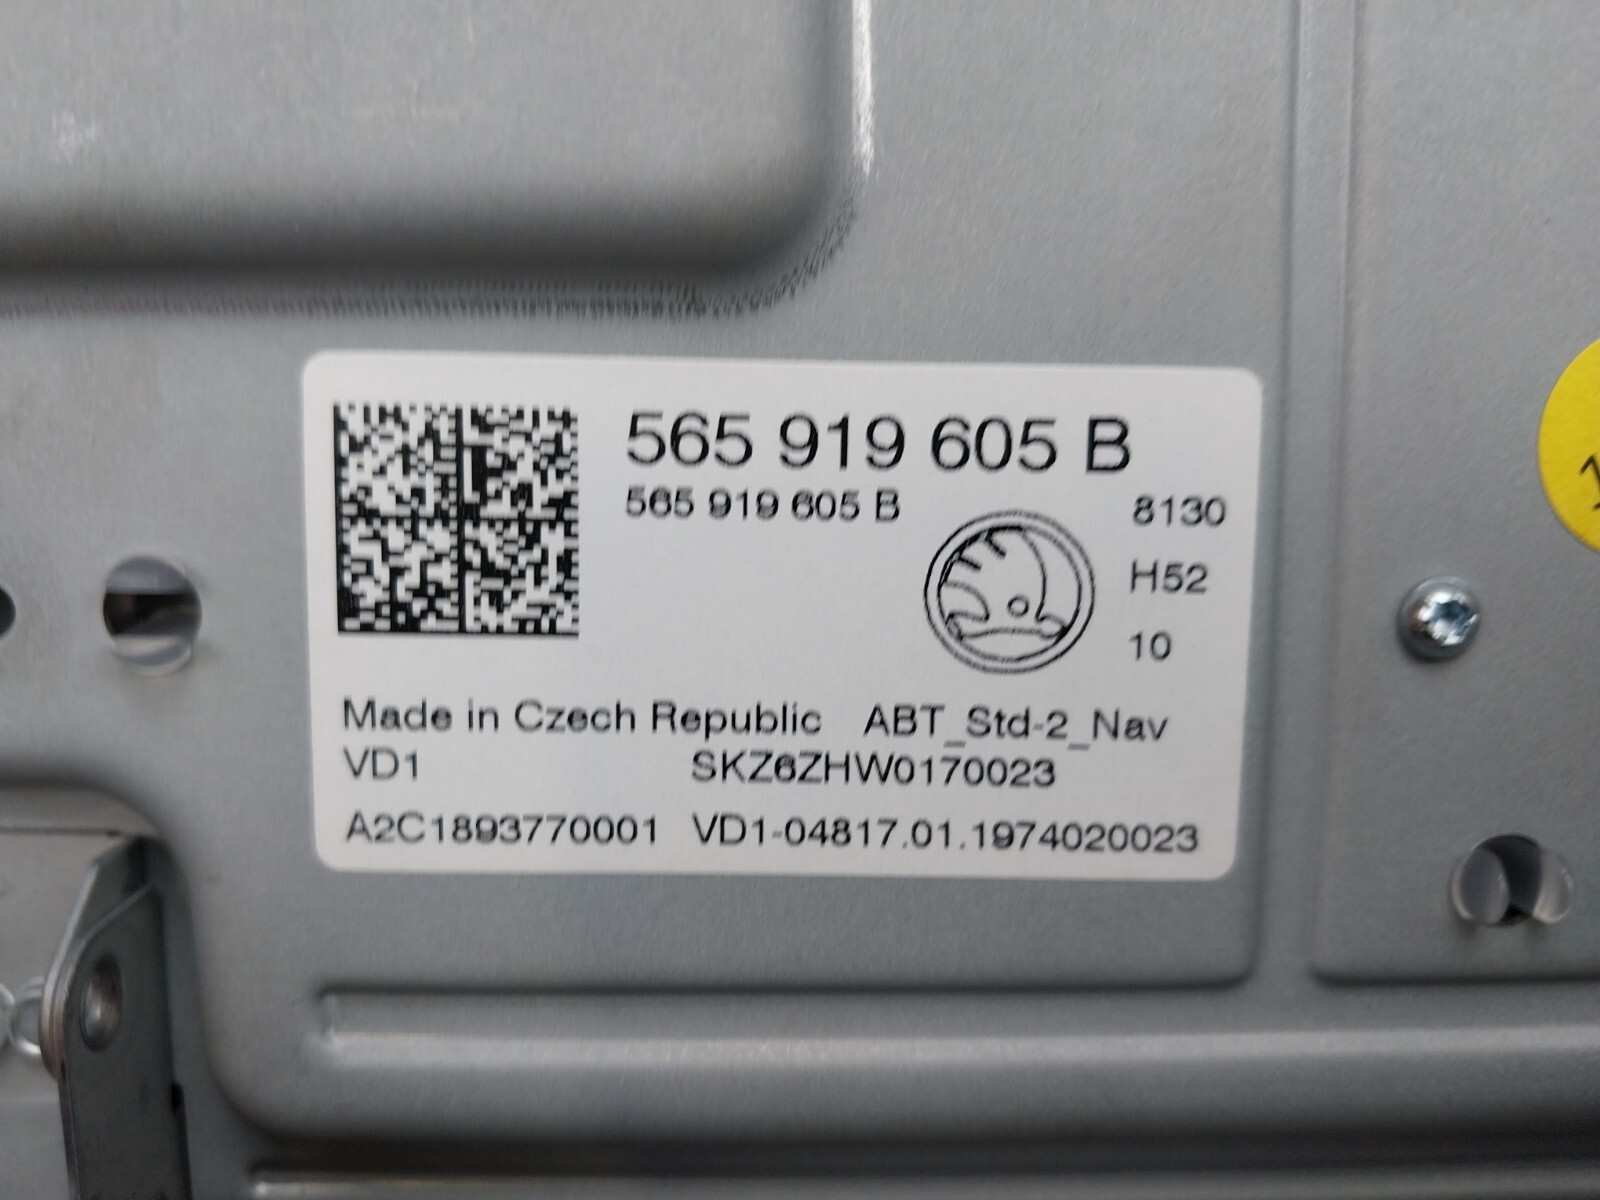 565 919 605 B
565 919 605 B
8130
H52
10
Made in Czech Republic ABT_Std-2_Nav
VD1 SKZ6ZHW0170023
A2C1893770001 VD1-04817.01.1974020023
1